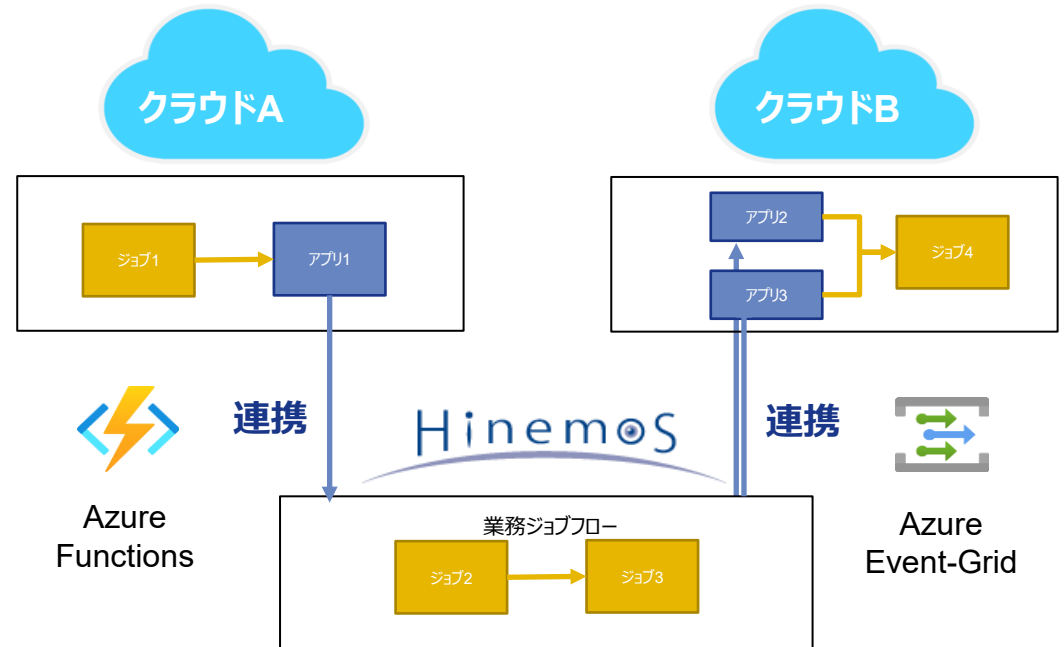 クラウドA
クラウドB
ジョブ1
アプリ1
アプリ2
アプリ3
ジョブ4
連携
Hinemos
連携
Azure
Functions
Azure
Event-Grid
業務ジョブフロー
ジョブ2
ジョブ3